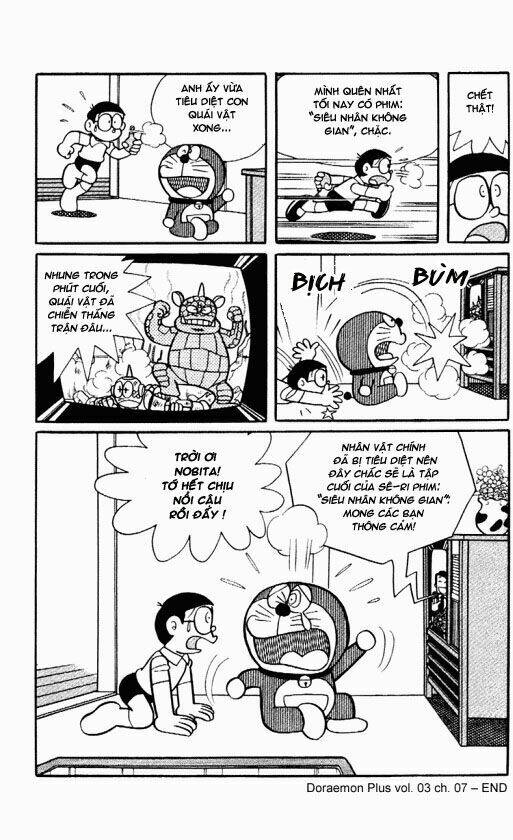 CHẾT
THẬT!
MÌNH QUÊN NHẤT
TỐI NAY CÓ PHIM:
"SIÊU NHÂN KHÔNG
GIAN", CHẬC.
ANH ẤY VỪA
TIÊU DIỆT CON
QUÁI VẬT
XONG...
BÙM
BỊCH
NHƯNG TRONG
PHÚT CUỐI,
QUÁI VẬT ĐÃ
CHIẾN THẮNG
TRẬN ĐẤU...
NHÂN VẬT CHÍNH
ĐÃ BỊ TIÊU DIỆT NÊN
ĐÂY CHẮC SẼ LÀ TẬP
CUỐI CỦA SÊ-RI PHIM:
"SIÊU NHÂN KHÔNG GIAN";
MONG CÁC BẠN
THÔNG CẢM!
TRỜI ƠI
NOBITA!
TỚ HẾT CHỊU
NỔI CẬU
RỒI ĐẤY !
Doraemon Plus vol. 03 ch. 07 – END